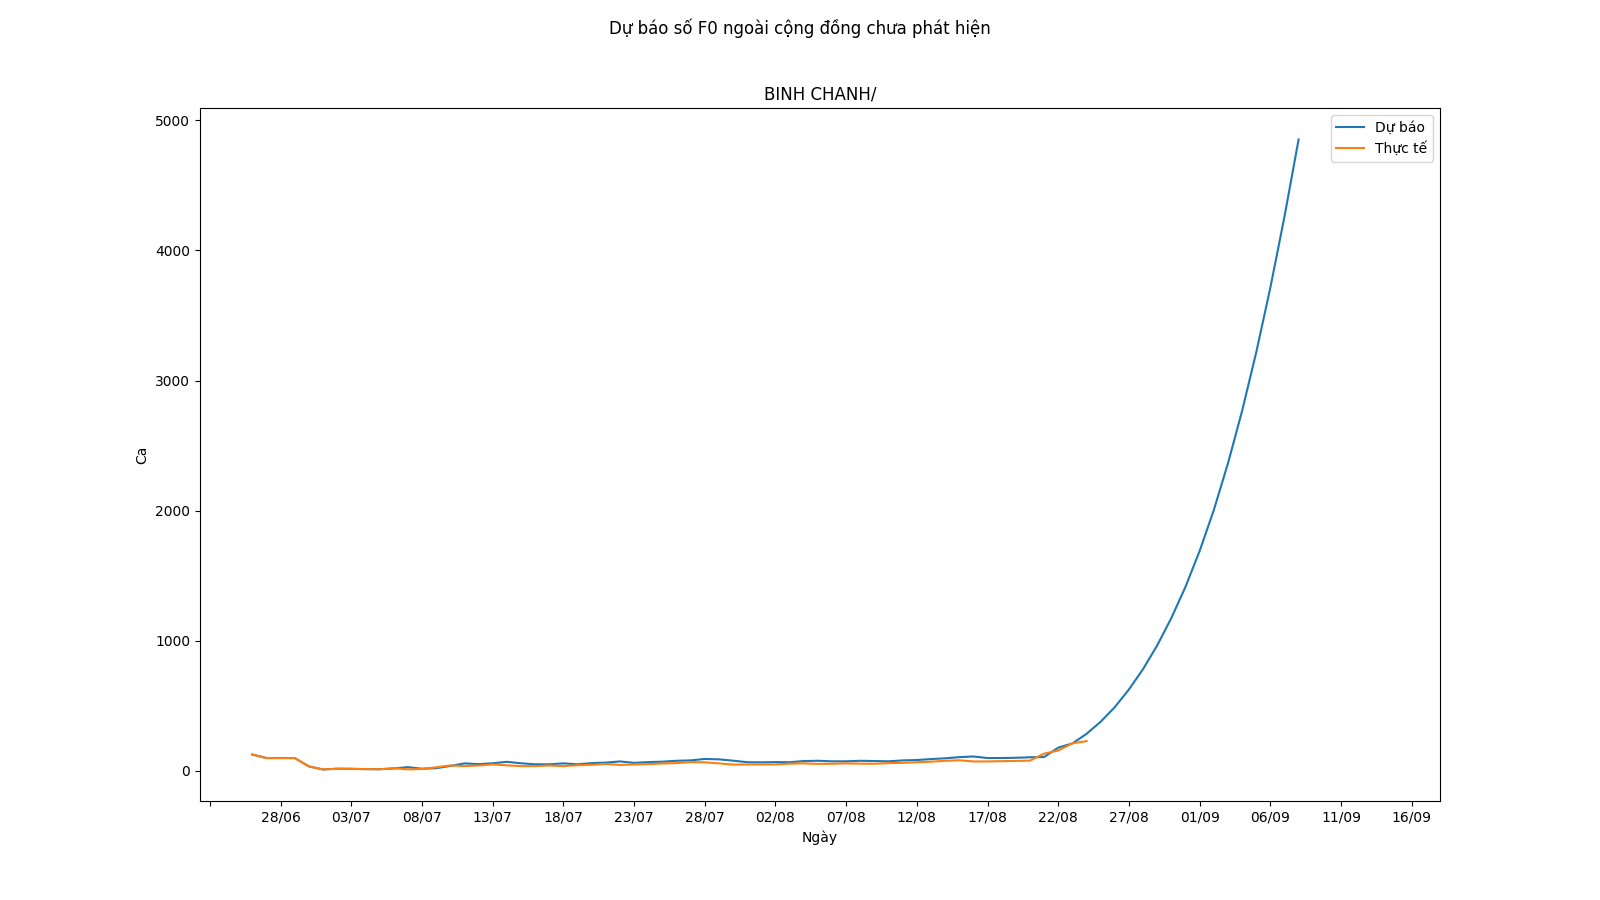 Dự báo số F0 ngoài cộng đồng chưa phát hiện
BINH CHANH/
Dự báo
Thực tế
5000
4000
3000
2000
1000
0
Ca
28/06 03/07 08/07 13/07 18/07 23/07 28/07 02/08 07/08 12/08 17/08 22/08 27/08 01/09 06/09 11/09 16/09
Ngày